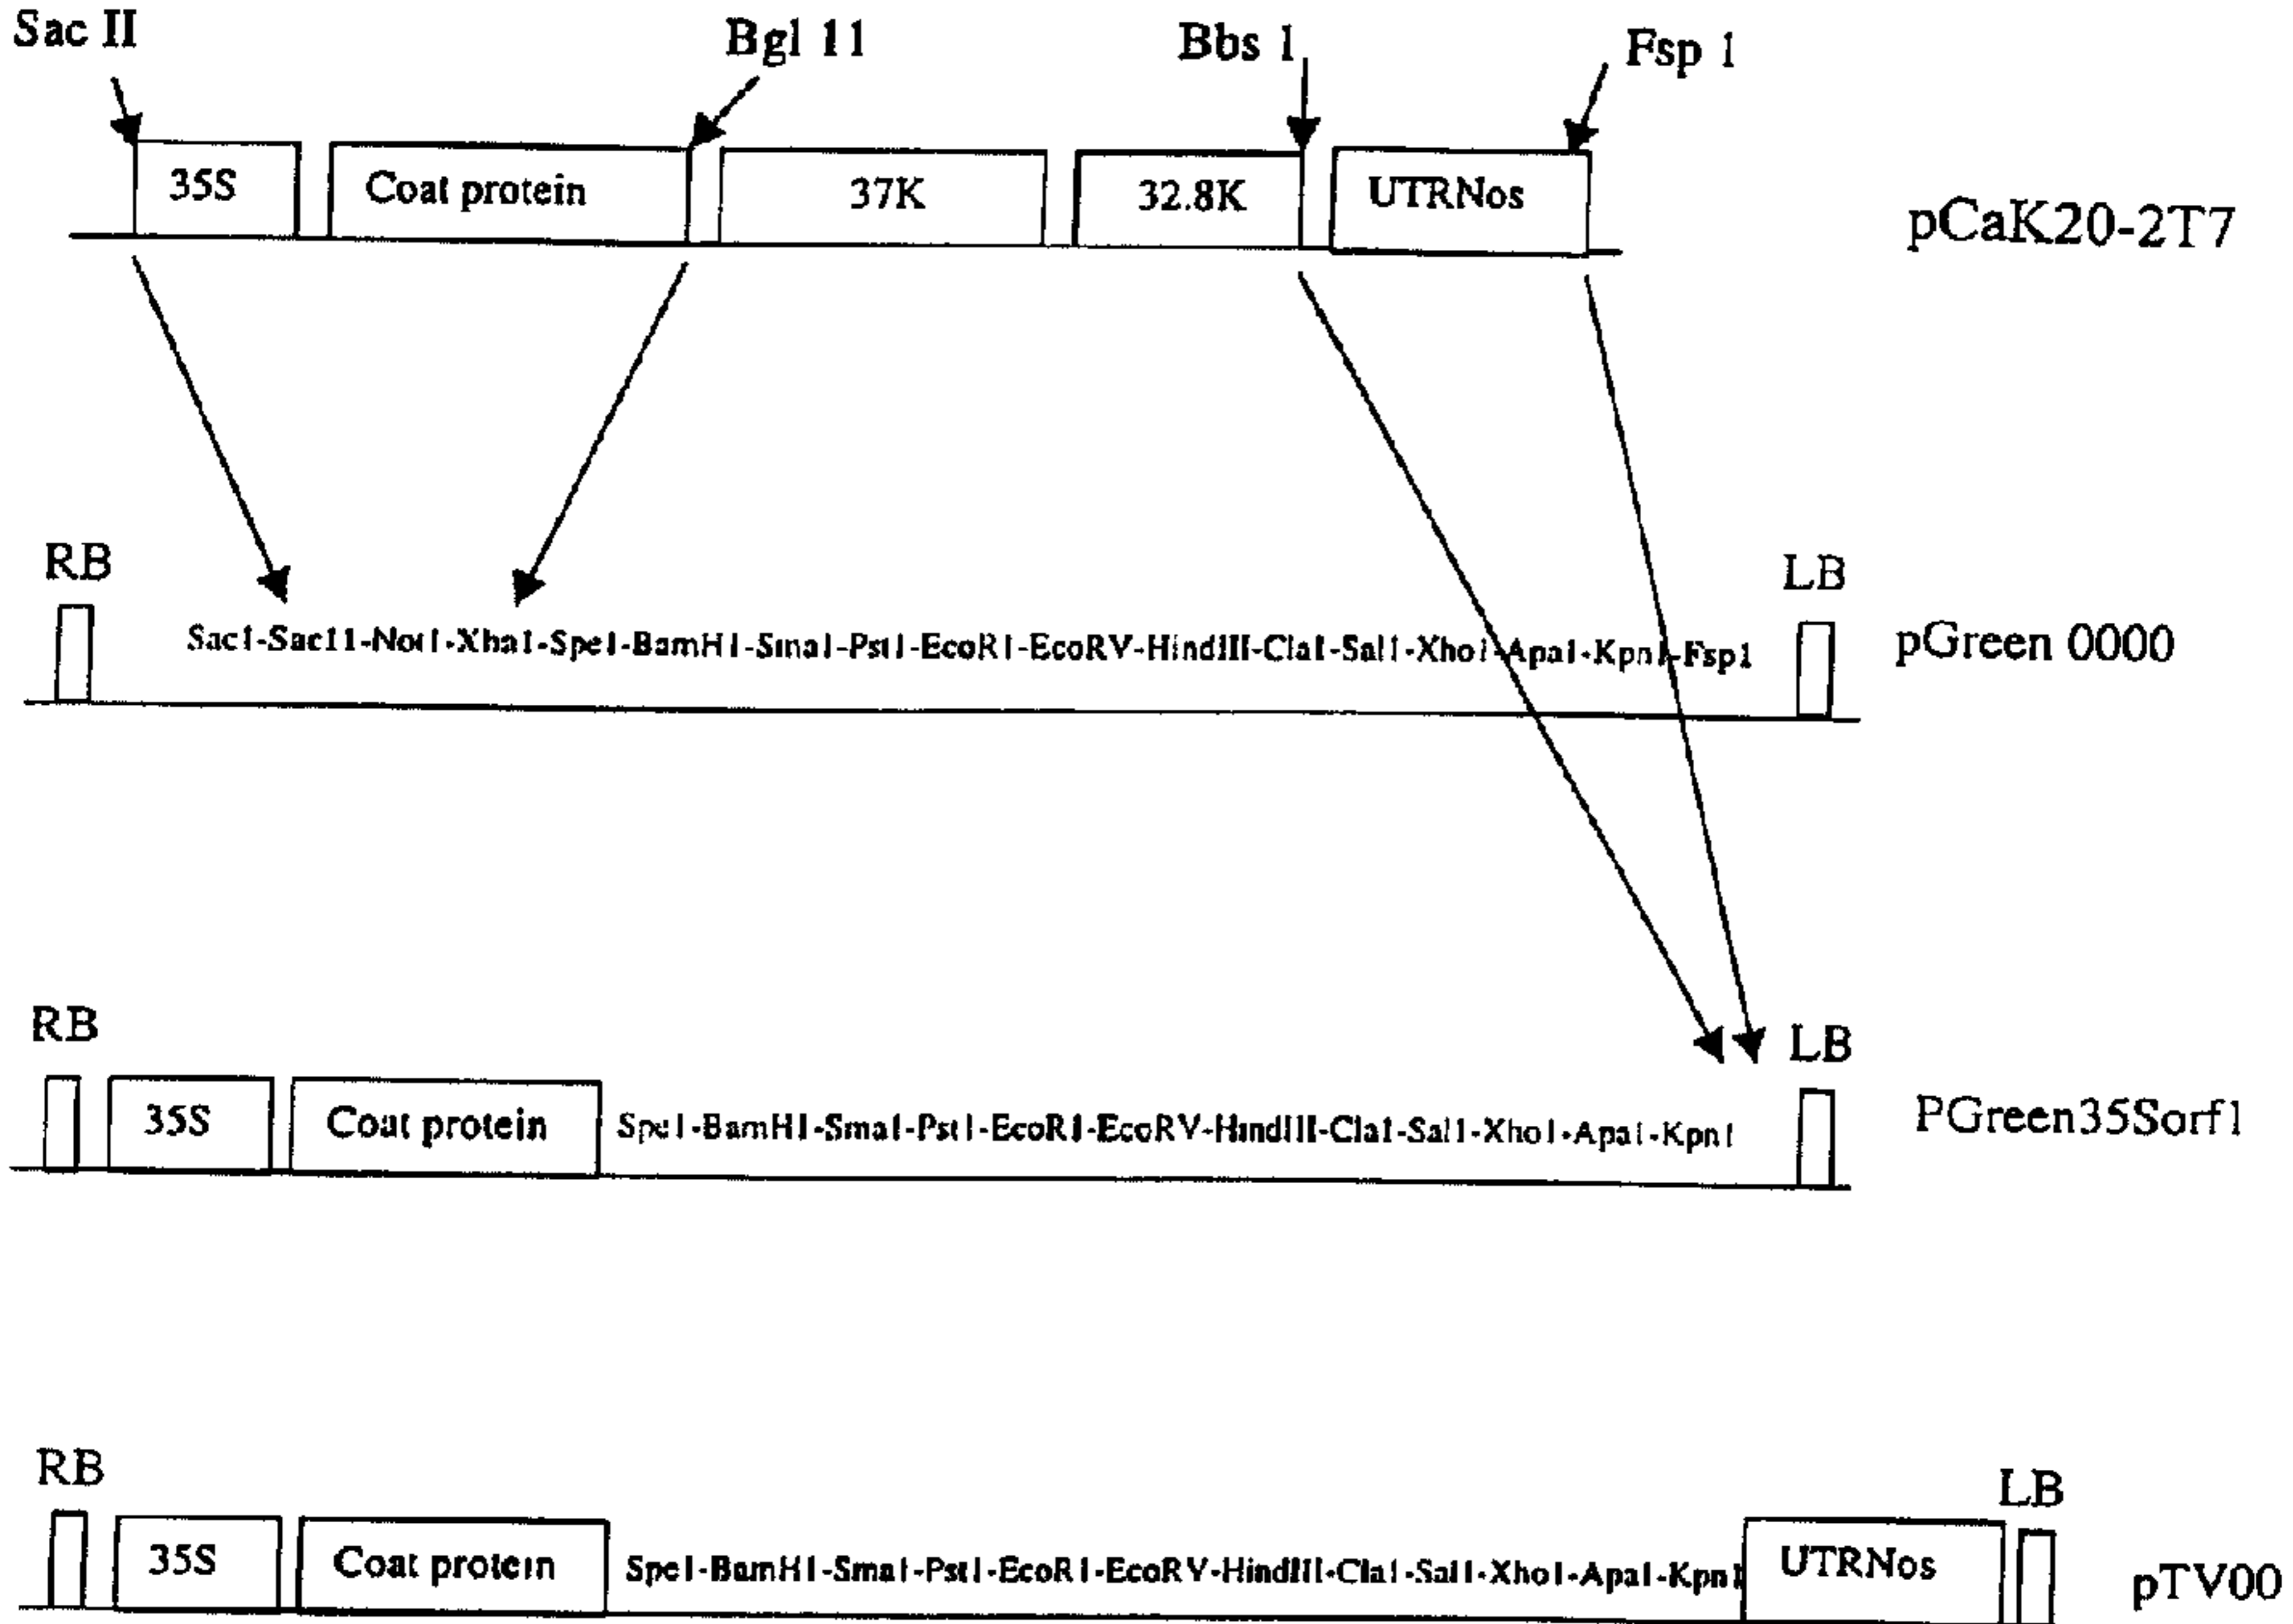 Sac II
Bgl 11
Bbs 1
Fsp 1
35S
Coat protein
37K
32.8K
UTRNos
pCaK20-2T7
RB
LB
Sac1-Sac11-Not1-Xba1-Spe1-BamH1-SmaI-Pst1-EcoR1-EcoRV-HindIII-Cla1-Sal1-Xho1-Apa1-Kpn1-Fsp1
pGreen 0000
RB
LB
35S
Coat protein
Spe1-BamH1-Sma1-Pst1-EcoR1-EcoRV-HindIII-Cla1-Sal1-Xho1-Apa1-Kpn1
PGreen35Sorf1
RB
LB
35S
Coat protein
Spe1-BamH1-Sma1-Pst1-EcoR1-EcoRV-HindIII-Cla1-Sal1-Xho1-Apa1-Kpn1
UTRNos
pTV00